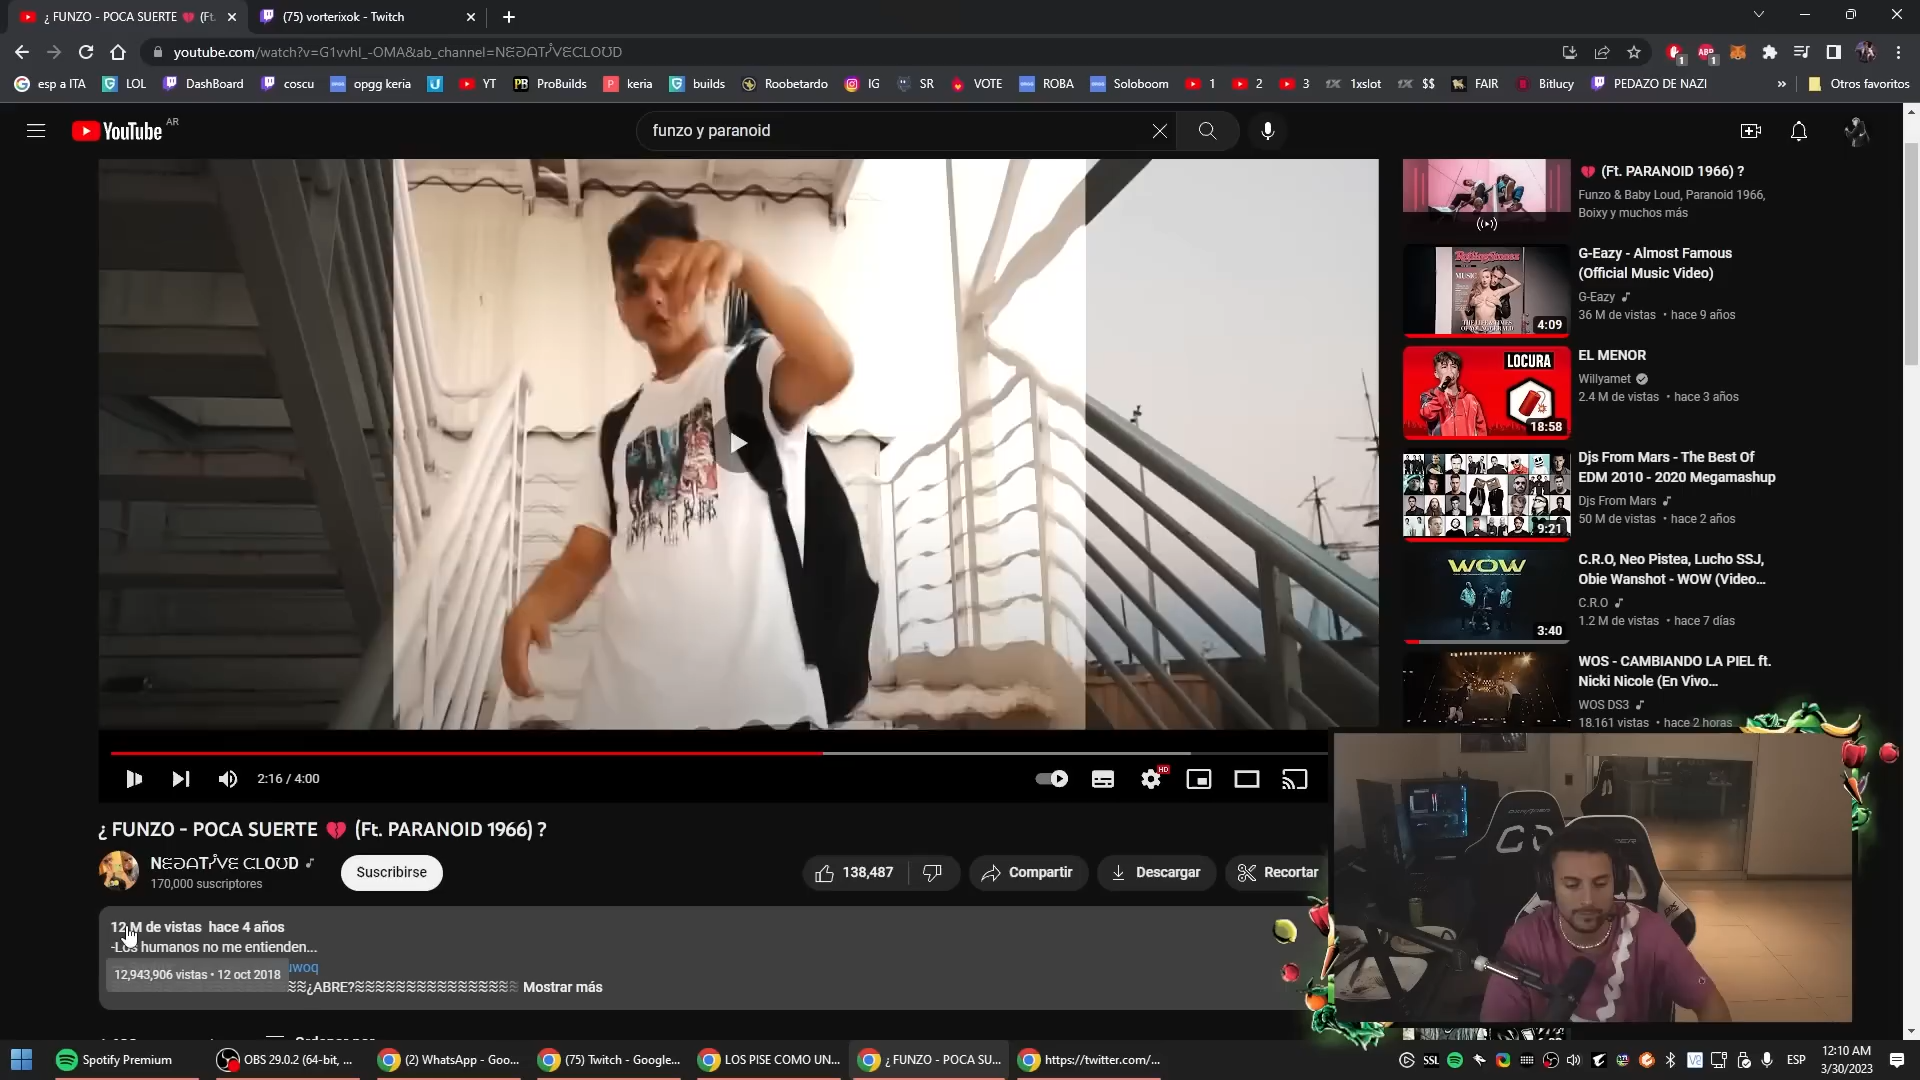 ¿ FUNZO - POCA SUERTE 💔 (Ft.
(75) vorterixok - Twitch
youtube.com/watch?v=G1vvhl_-OMA&ab_channel=NEGATIVECLOUD
esp a ITA
LOL
DashBoard
coscu
opgg keria
YT
ProBuilds
keria
builds
Roobetardo
IG
SR
VOTE
ROBA
Soloboom
1
2
3
1xslot
$$
FAIR
Bitlucy
PEDAZO DE NAZI
Otros favoritos
YouTube AR
funzo y paranoid
💔 (Ft. PARANOID 1966) ?
Funzo & Baby Loud, Paranoid 1966,
Boixy y muchos más
G-Eazy - Almost Famous
(Official Music Video)
G-Eazy
36 M de vistas • hace 9 años
4:09
LOCURA
18:58
EL MENOR
Willyamet
2.4 M de vistas • hace 3 años
Djs From Mars - The Best Of
EDM 2010 - 2020 Megamashup
Djs From Mars
50 M de vistas • hace 2 años
9:21
WOW
3:40
C.R.O, Neo Pistea, Lucho SSJ,
Obie Wanshot - WOW (Video...
C.R.O
1.2 M de vistas • hace 7 días
WOS - CAMBIANDO LA PIEL ft.
Nicki Nicole (En Vivo...
WOS DS3
18.161 vistas • hace 2 horas
2:16 / 4:00
HD
¿ FUNZO - POCA SUERTE 💔 (Ft. PARANOID 1966) ?
NEGATIVE CLOUD
170,000 suscriptores
Suscribirse
138,487
Compartir
Descargar
Recortar
12 M de vistas hace 4 años
-Los humanos no me entienden...
12,943,906 vistas • 12 oct 2018
uwoq
≋≋¿ABRE?≋≋≋≋≋≋≋≋≋≋≋≋≋≋≋≋ Mostrar más
Spotify Premium
OBS 29.0.2 (64-bit, ...
(2) WhatsApp - Goo...
(75) Twitch - Google...
LOS PISE COMO UN...
¿ FUNZO - POCA SU...
https://twitter.com/...
SSL
ESP
12:10 AM
3/30/2023